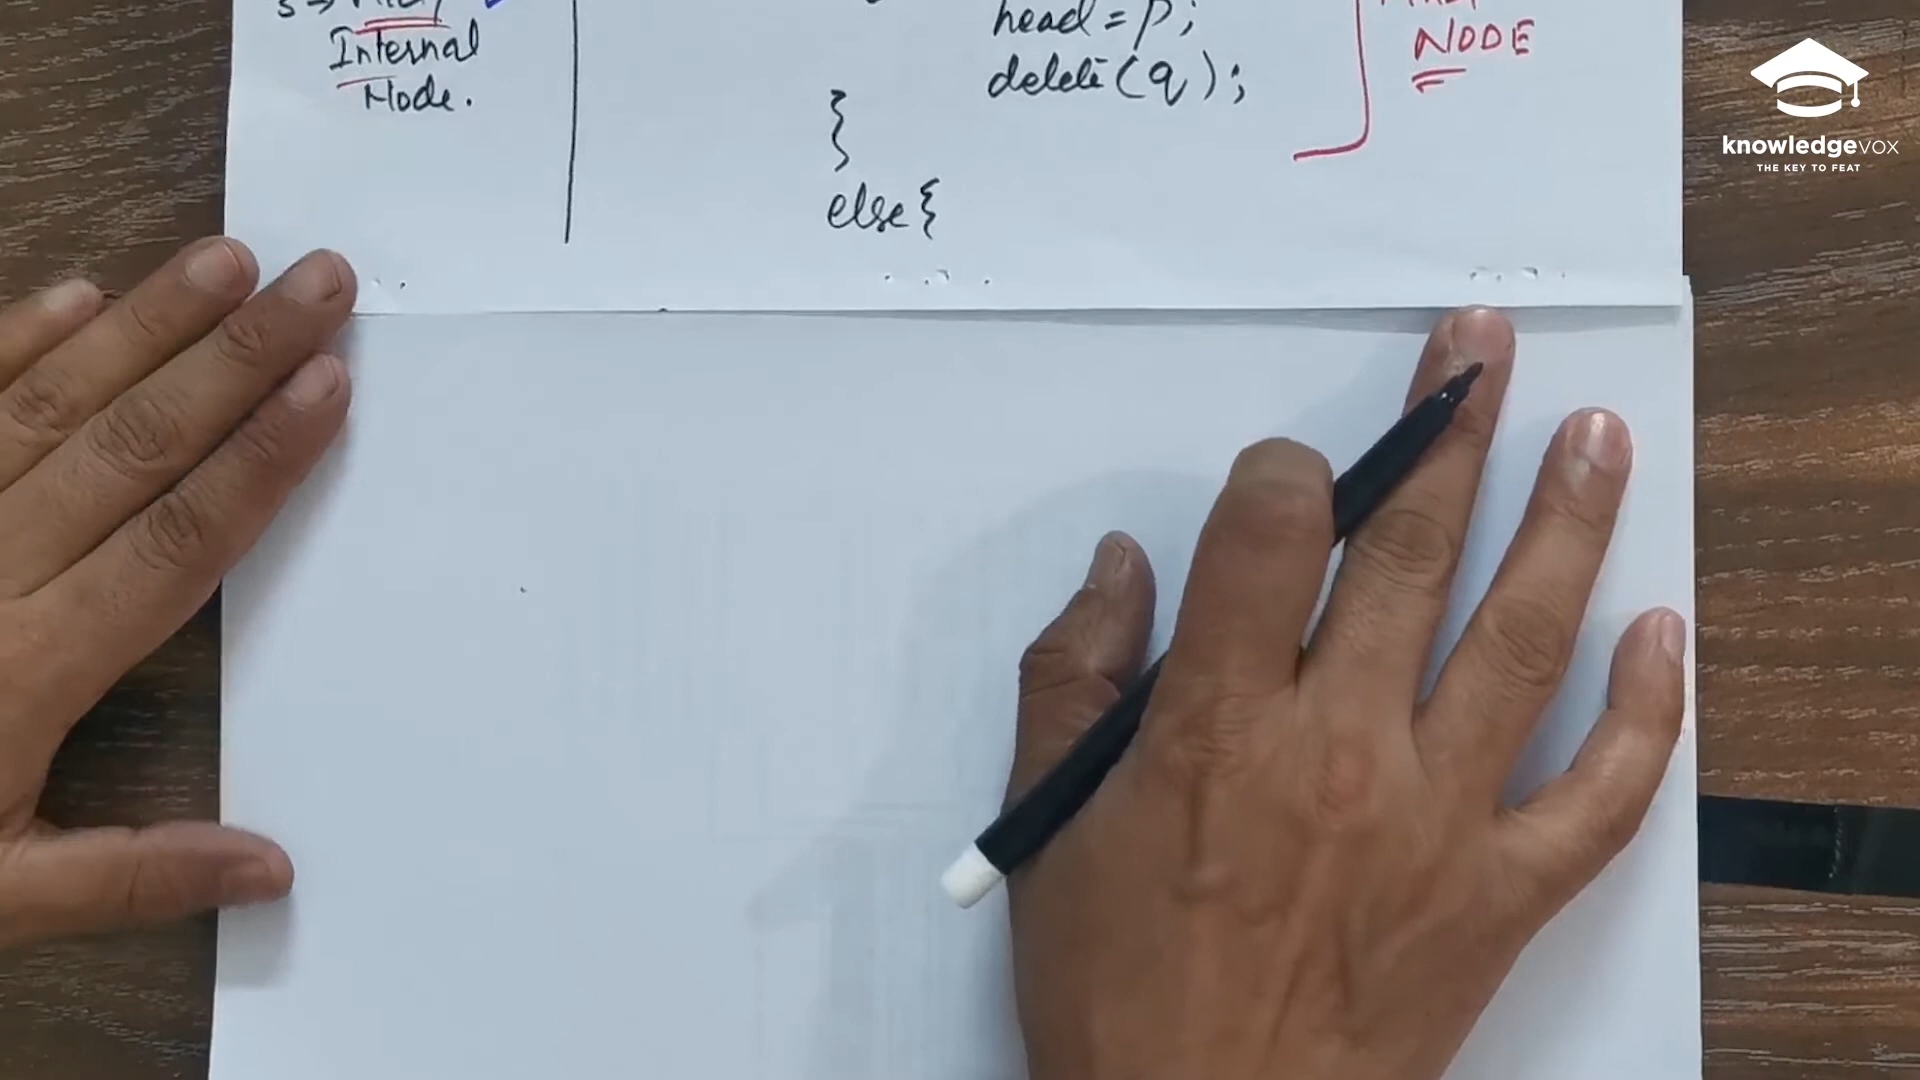 Internal
Node.
head = p;
delete(q);
}
else{
NODE
knowledgevox
THE KEY TO FEAT